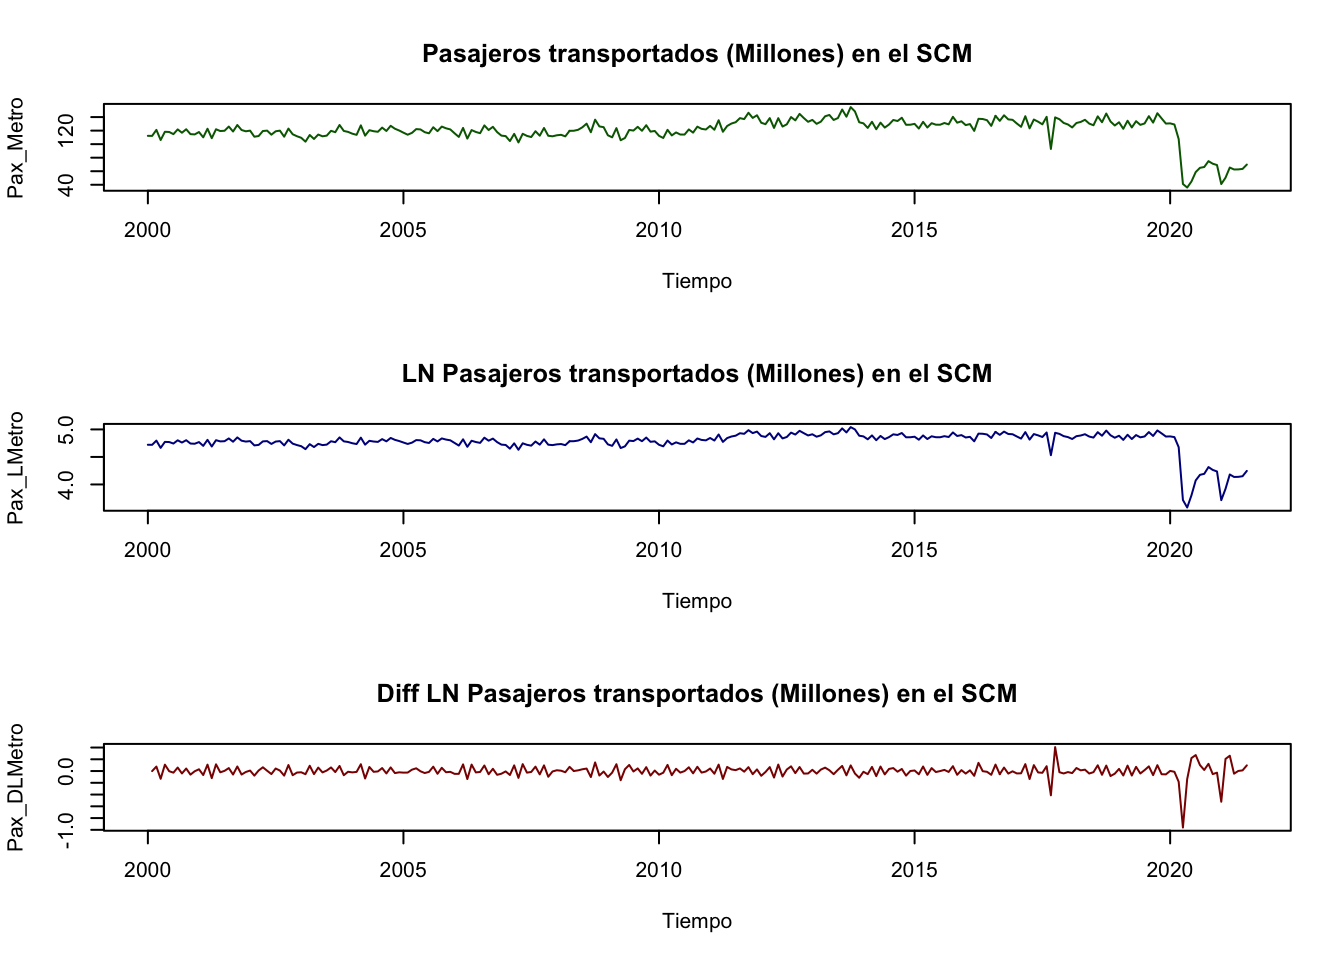 Pasajeros transportados (Millones) en el SCM
Pax_Metro
120
40
2000 2005 2010 2015 2020
Tiempo
LN Pasajeros transportados (Millones) en el SCM
Pax_LMetro
5.0
4.0
2000 2005 2010 2015 2020
Tiempo
Diff LN Pasajeros transportados (Millones) en el SCM
Pax_DLMetro
0.0
-1.0
2000 2005 2010 2015 2020
Tiempo